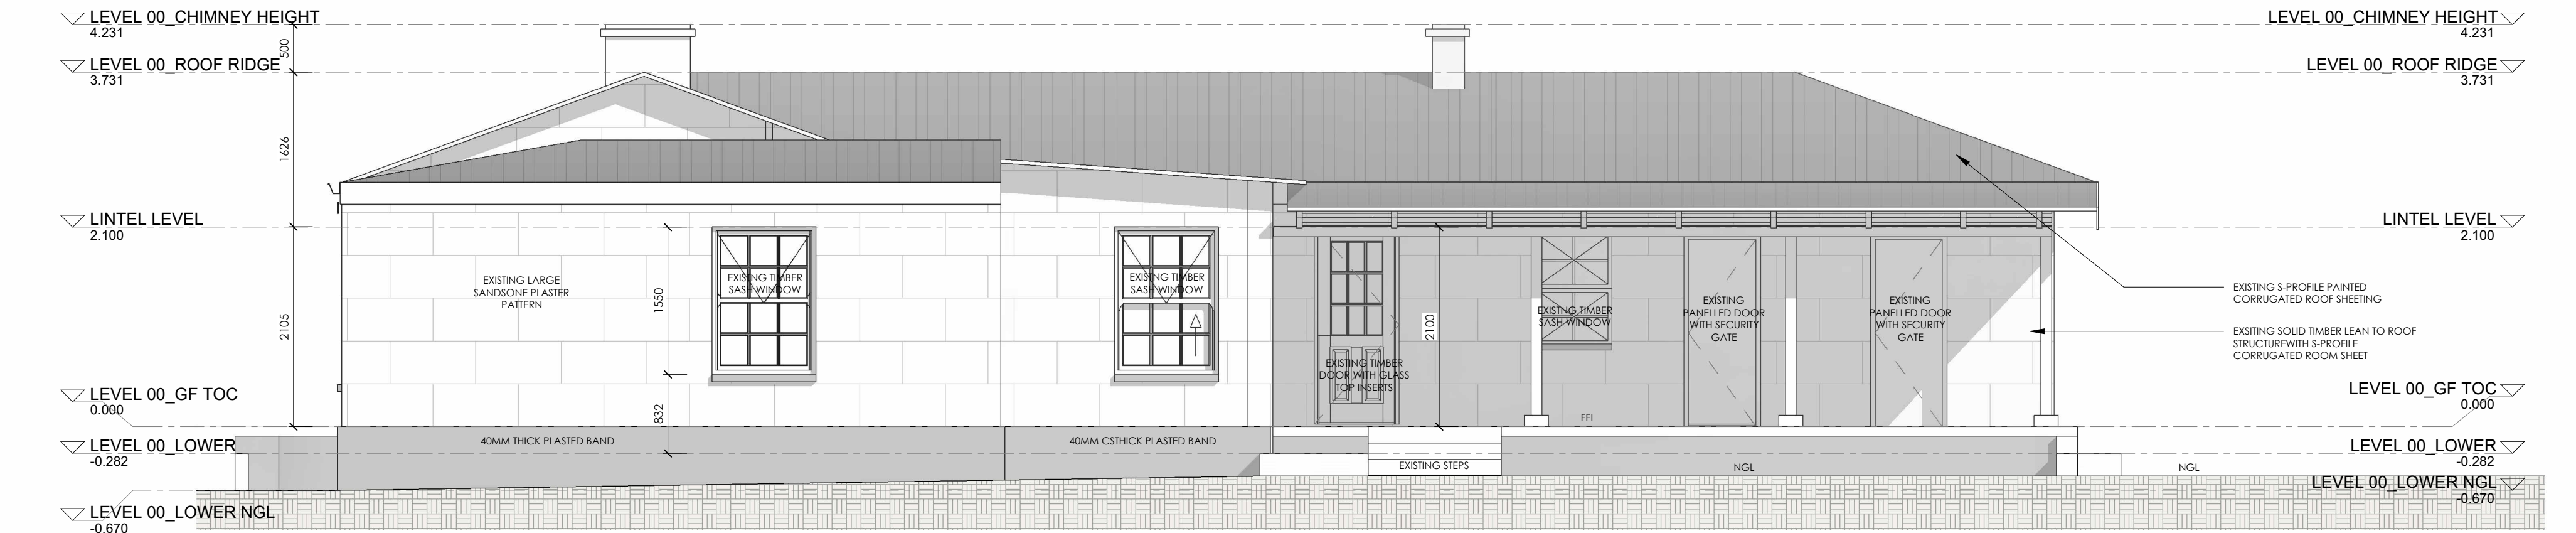 LEVEL 00_CHIMNEY HEIGHT
4.231
LEVEL 00_CHIMNEY HEIGHT
4.231
500
LEVEL 00_ROOF RIDGE
3.731
LEVEL 00_ROOF RIDGE
3.731
1626
LINTEL LEVEL
2.100
LINTEL LEVEL
2.100
EXISTING LARGE
SANDSONE PLASTER
PATTERN
2105
1550
832
EXISTING TIMBER
SASH WINDOW
EXISTING TIMBER
SASH WINDOW
EXISTING TIMBER
DOOR WITH GLASS
TOP INSERTS
2100
EXISTING TIMBER
SASH WINDOW
EXISTING
PANELLED DOOR
WITH SECURITY
GATE
EXISTING
PANELLED DOOR
WITH SECURITY
GATE
EXISTING S-PROFILE PAINTED
CORRUGATED ROOF SHEETING
EXSITING SOLID TIMBER LEAN TO ROOF
STRUCTUREWITH S-PROFILE
CORRUGATED ROOM SHEET
LEVEL 00_GF TOC
0.000
LEVEL 00_GF TOC
0.000
FFL
40MM THICK PLASTED BAND
40MM CSTHICK PLASTED BAND
LEVEL 00_LOWER
-0.282
LEVEL 00_LOWER
-0.282
EXISTING STEPS
NGL
NGL
LEVEL 00_LOWER NGL
-0.670
LEVEL 00_LOWER NGL
-0.670